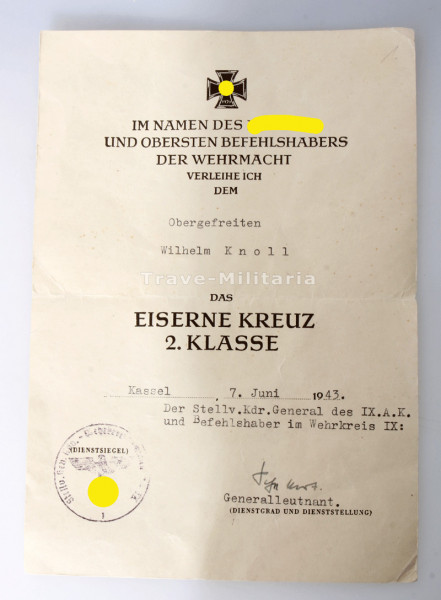 IM NAMEN DES
UND OBERSTEN BEFEHLSHABERS
DER WEHRMACHT
VERLEIHE ICH
DEM
Obergefreiten
Wilhelm K n o l l
Trave-Militaria
DAS
EISERNE KREUZ
2. KLASSE
Kassel , 7. Juni 1943.
Der Stellv.Kdr.General des IX.A.K.
und Befehlshaber im Wehrkreis IX:
(DIENSTSIEGEL)
1
Generalleutnant.
(DIENSTGRAD UND DIENSTSTELLUNG)